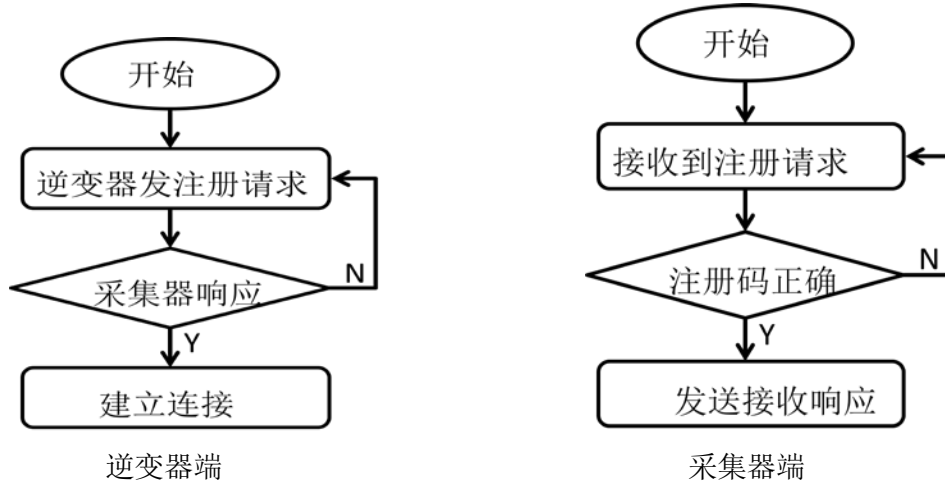 开始
逆变器发注册请求
采集器响应
N
Y
建立连接
逆变器端
开始
接收到注册请求
注册码正确
N
Y
发送接收响应
采集器端